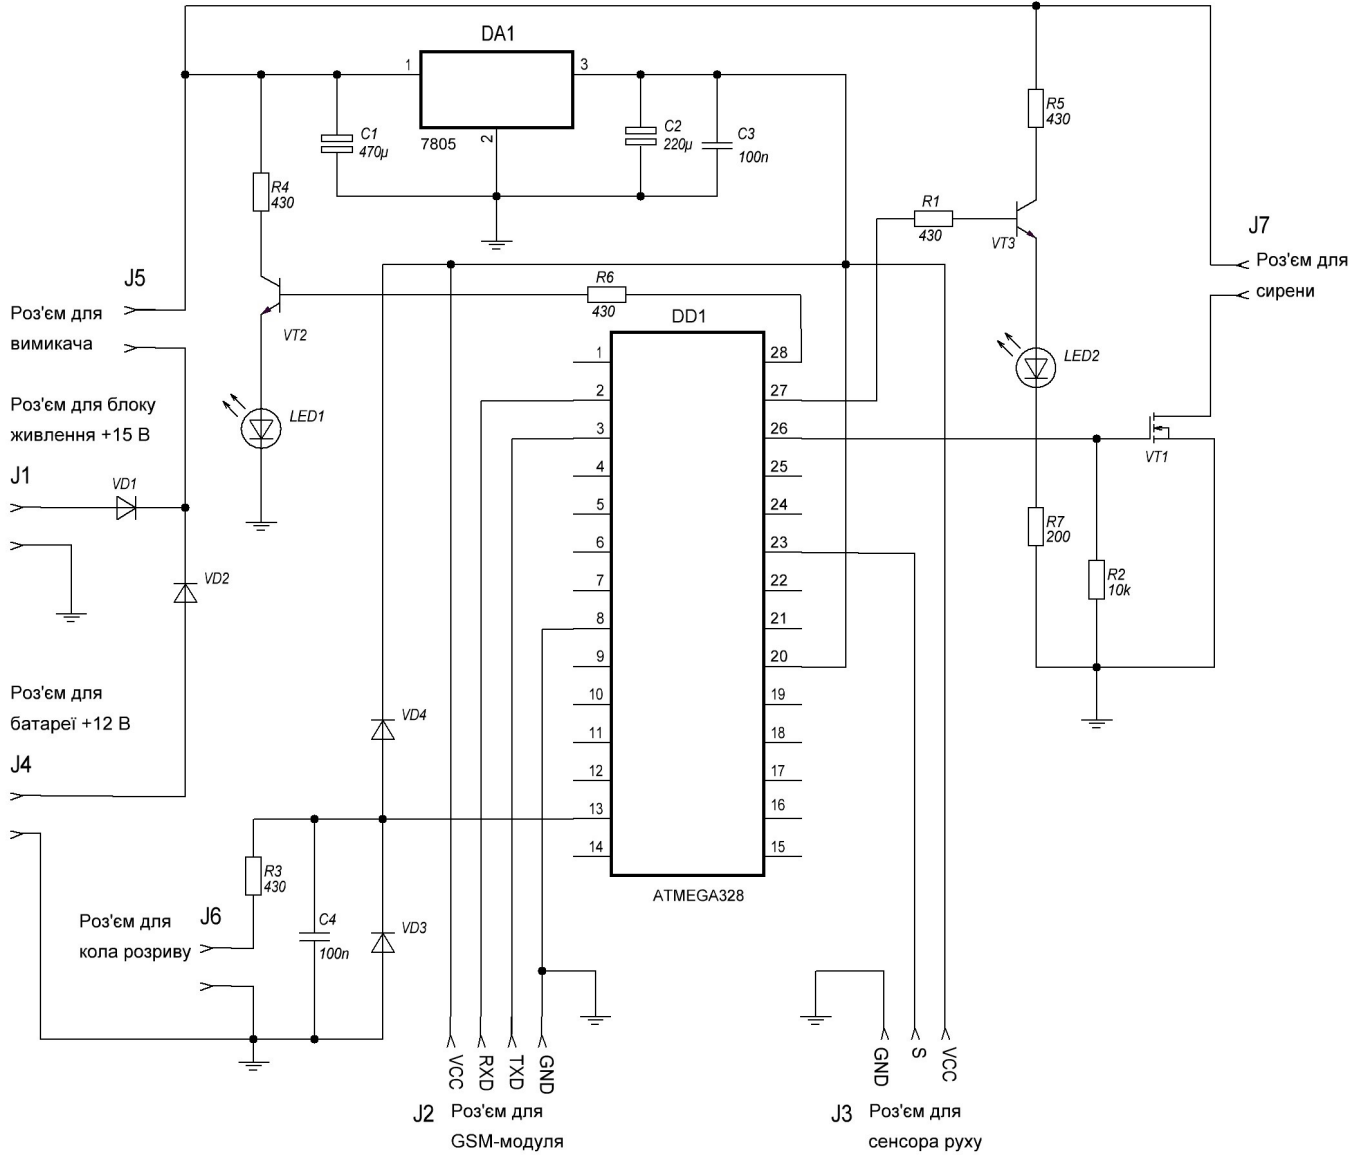 DA1
1
3
2
7805
C1
470µ
C2
220µ
C3
100n
R5
430
R4
430
R1
430
VT3
J7
Роз'єм для
сирени
J5
Роз'єм для
вимикача
VT2
R6
430
DD1
LED2
LED1
Роз'єм для блоку
живлення +15 В
J1
VD1
VT1
1
2
3
4
5
6
7
8
9
10
11
12
13
14
28
27
26
25
24
23
22
21
20
19
18
17
16
15
R7
200
R2
10k
VD2
Роз'єм для
батареї +12 В
J4
VD4
R3
430
ATMEGA328
J6
Роз'єм для
кола розриву
C4
100n
VD3
VCC
RXD
TXD
GND
GND
S
VCC
J2
Роз'єм для
GSM-модуля
J3
Роз'єм для
сенсора руху